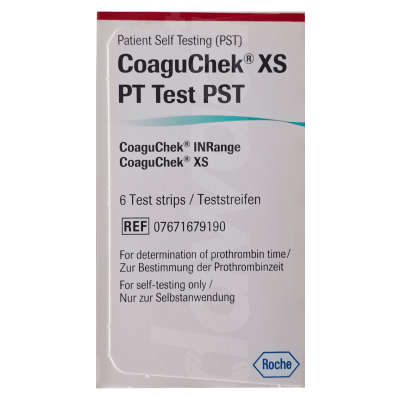 Patient Self Testing (PST)
CoaguChek® XS
PT Test PST
CoaguChek® INRange
CoaguChek® XS
6 Test strips / Teststreifen
REF 07671679190
For determination of prothrombin time/
Zur Bestimmung der Prothrombinzeit
For self-testing only /
Nur zur Selbstanwendung
Roche